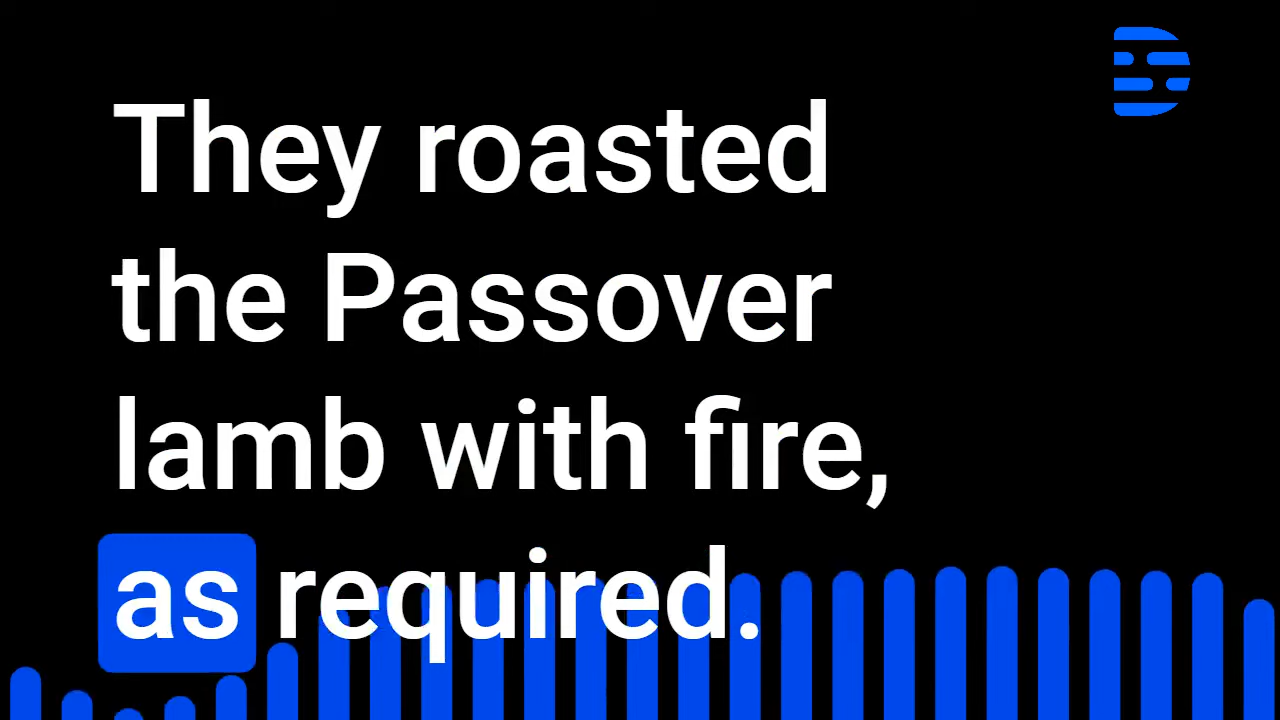 They roasted
the Passover
lamb with fire,
as required.